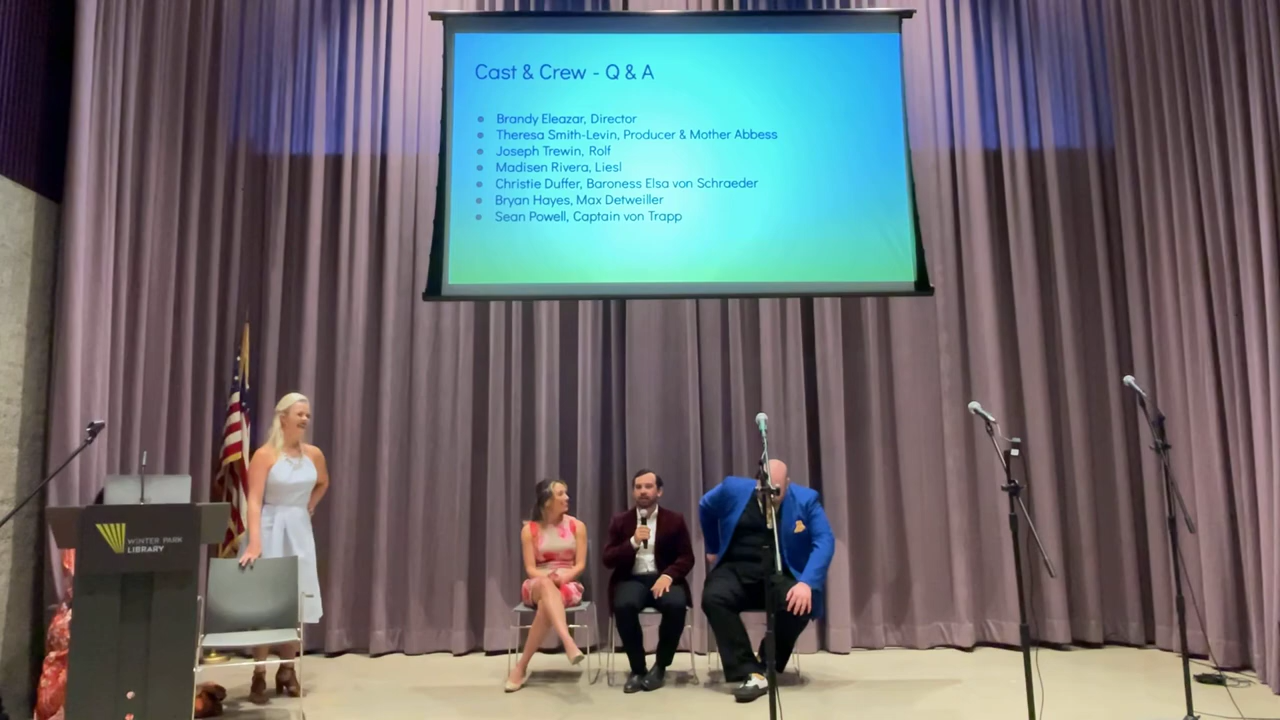 Cast & Crew - Q & A
Brandy Eleazar, Director
Theresa Smith-Levin, Producer & Mother Abbess
Joseph Trewin, Rolf
Madisen Rivera, Liesl
Christie Duffer, Baroness Elsa von Schraeder
Bryan Hayes, Max Detweiller
Sean Powell, Captain von Trapp
WINTER PARK
LIBRARY